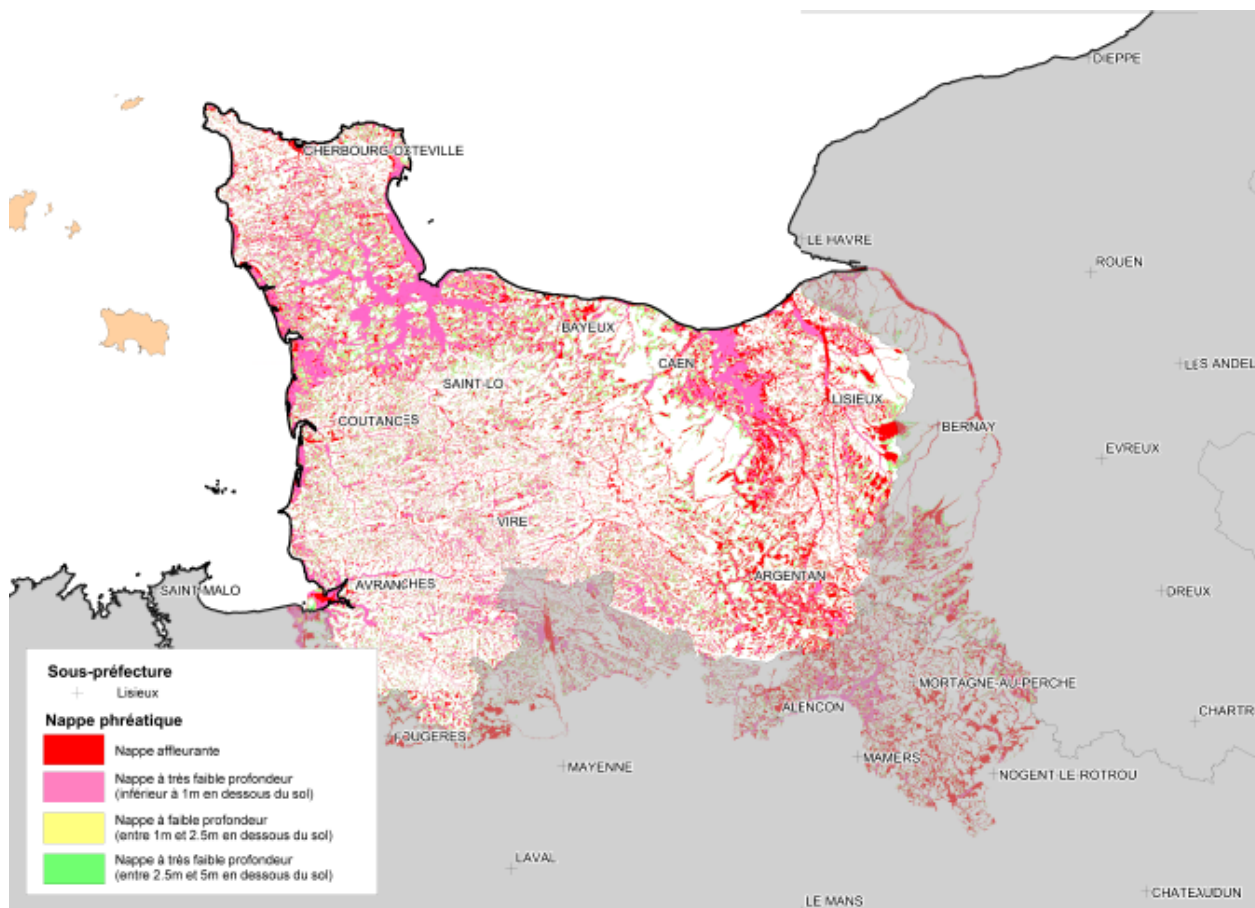 DIEPPE
CHERBOURG-OCTEVILLE
LE HAVRE
ROUEN
BAYEUX
LES ANDEL
CAEN
SAINT-LO
LISIEUX
COUTANCES
BERNAY
EVREUX
VIRE
ARGENTAN
AVRANCHES
SAINT-MALO
DREUX
MORTAGNE-AU-PERCHE
ALENCON
CHARTR
FOUGERES
MAMERS
MAYENNE
NOGENT-LE-ROTROU
LAVAL
CHATEAUDUN
LE MANS
Sous-préfecture
Lisieux
Nappe phréatique
Nappe affleurante
Nappe à très faible profondeur
(inférieur à 1m en dessous du sol)
Nappe à faible profondeur
(entre 1m et 2.5m en dessous du sol)
Nappe à très faible profondeur
(entre 2.5m et 5m en dessous du sol)